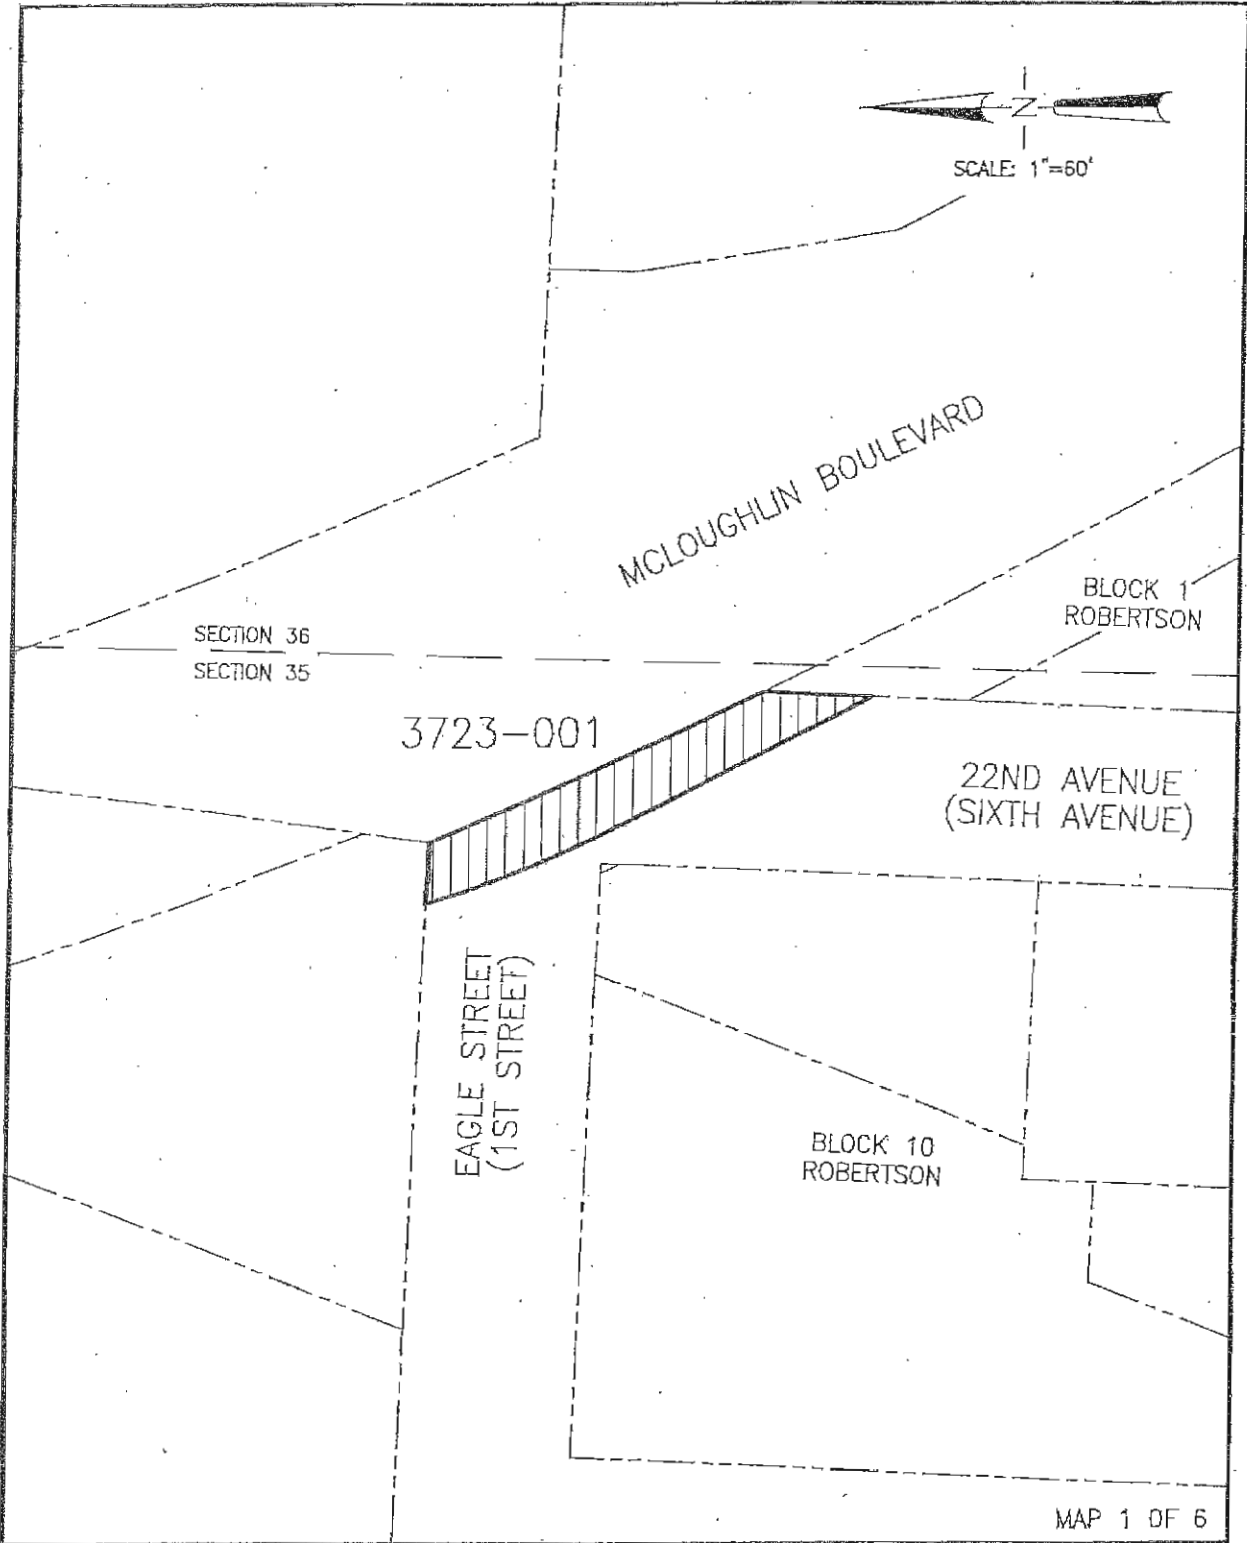 N
SCALE: 1"=60'
MCLOUGHLIN BOULEVARD
BLOCK 1
ROBERTSON
SECTION 36
SECTION 35
3723-001
22ND AVENUE
(SIXTH AVENUE)
EAGLE STREET
(1ST STREET)
BLOCK 10
ROBERTSON
MAP 1 OF 6